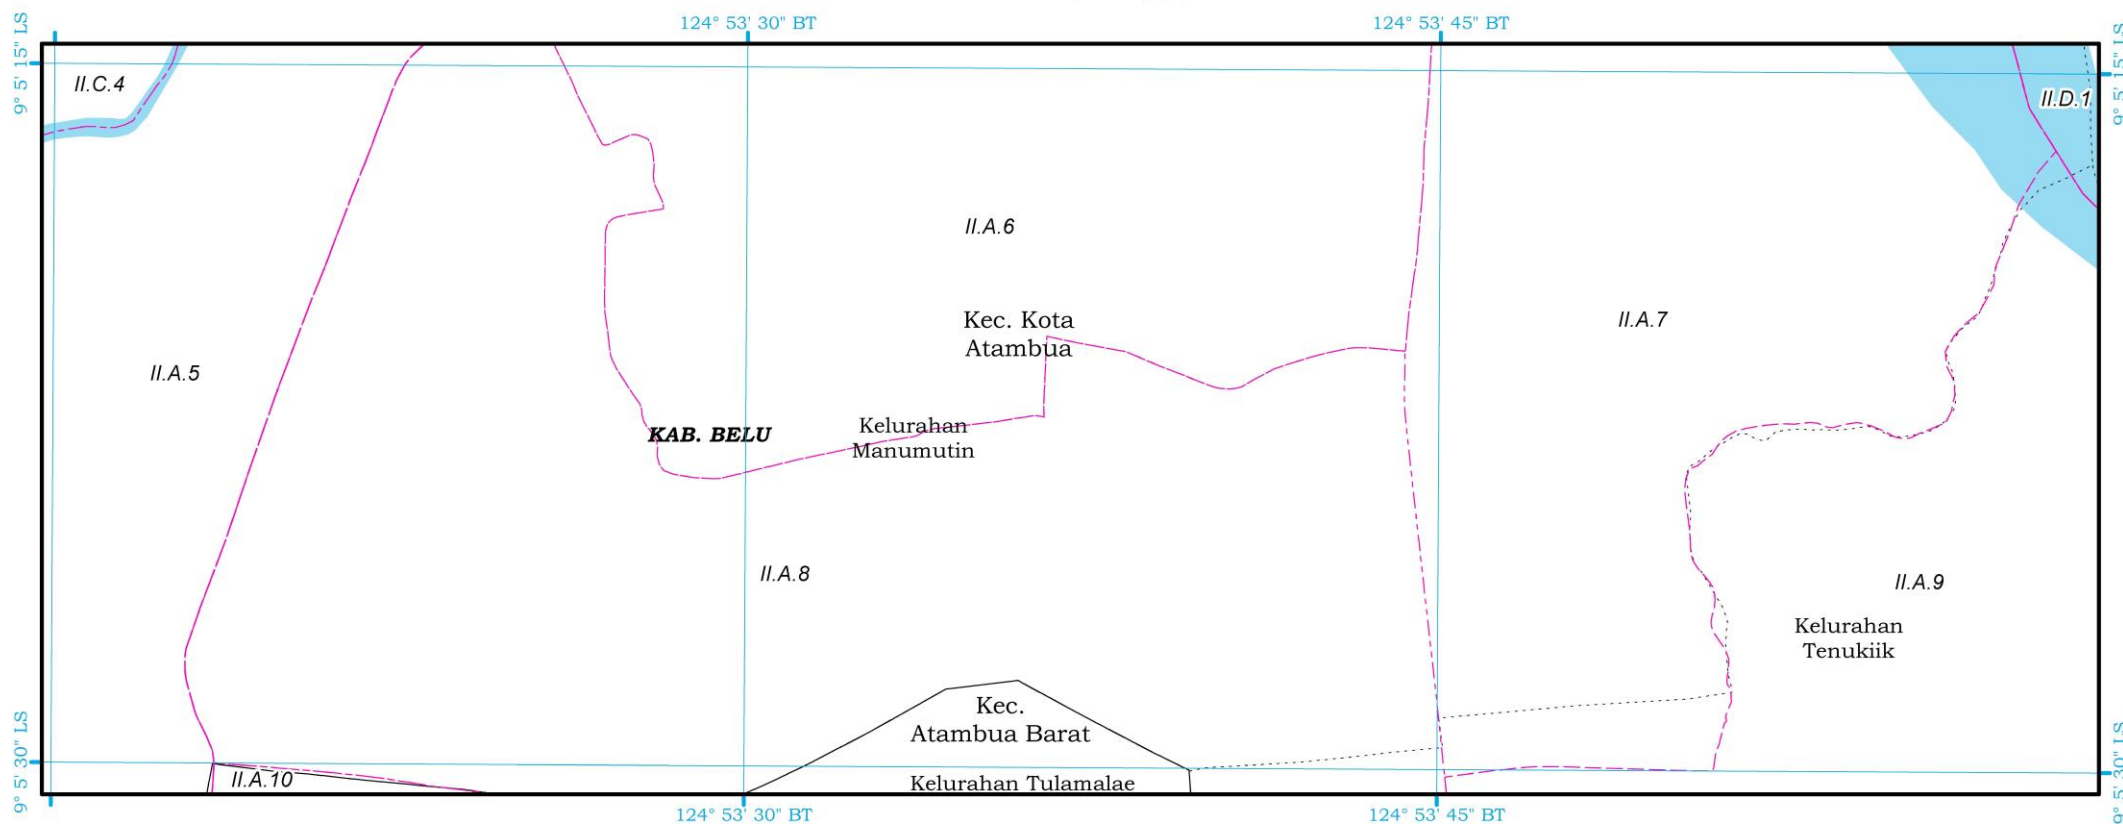 124° 53' 30" BT
124° 53' 45" BT
9° 5' 15" LS
9° 5' 15" LS
II.C.4
II.D.1
II.A.6
Kec. Kota
Atambua
II.A.7
II.A.5
KAB. BELU
Kelurahan
Manumutin
II.A.8
II.A.9
Kelurahan
Tenukiik
Kec.
Atambua Barat
Kelurahan Tulamalae
II.A.10
9° 5' 30" LS
9° 5' 30" LS
124° 53' 30" BT
124° 53' 45" BT